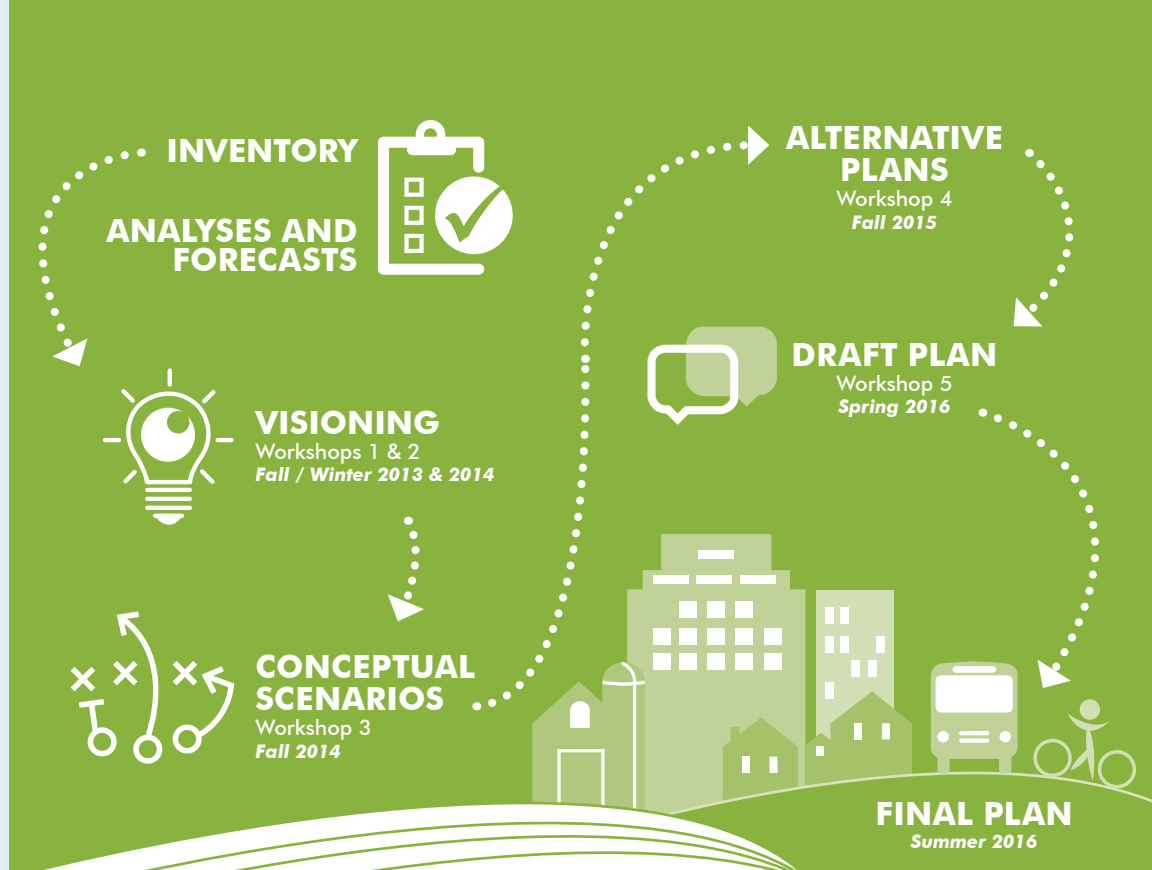 INVENTORY
ANALYSES AND
FORECASTS
VISIONING
Workshops 1 & 2
Fall / Winter 2013 & 2014
CONCEPTUAL
SCENARIOS
Workshop 3
Fall 2014
ALTERNATIVE
PLANS
Workshop 4
Fall 2015
DRAFT PLAN
Workshop 5
Spring 2016
FINAL PLAN
Summer 2016